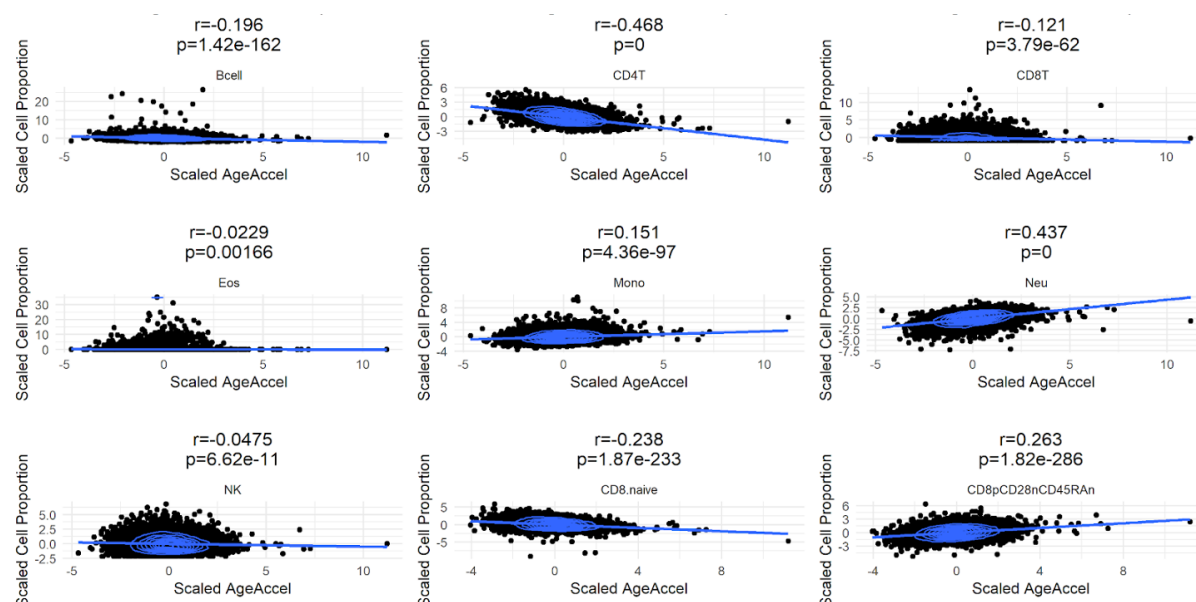 r=-0.196
p=1.42e-162
Bcell
Scaled Cell Proportion
20
10
0
-5
0
5
10
Scaled AgeAccel
r=-0.468
p=0
CD4T
Scaled Cell Proportion
6
3
0
-3
-5
0
5
10
Scaled AgeAccel
r=-0.121
p=3.79e-62
CD8T
Scaled Cell Proportion
10
5
0
-5
0
5
10
Scaled AgeAccel
r=-0.0229
p=0.00166
Eos
Scaled Cell Proportion
30
20
10
0
-5
0
5
10
Scaled AgeAccel
r=0.151
p=4.36e-97
Mono
Scaled Cell Proportion
8
4
0
-4
-5
0
5
10
Scaled AgeAccel
r=0.437
p=0
Neu
Scaled Cell Proportion
5.0
2.5
0.0
-2.5
-5.0
-7.5
-5
0
5
10
Scaled AgeAccel
r=-0.0475
p=6.62e-11
NK
Scaled Cell Proportion
5.0
2.5
0.0
-2.5
-5
0
5
10
Scaled AgeAccel
r=-0.238
p=1.87e-233
CD8.naive
Scaled Cell Proportion
5
0
-5
-4
0
4
8
Scaled AgeAccel
r=0.263
p=1.82e-286
CD8pCD28nCD45RAn
Scaled Cell Proportion
6
3
0
-3
-4
0
4
8
Scaled AgeAccel